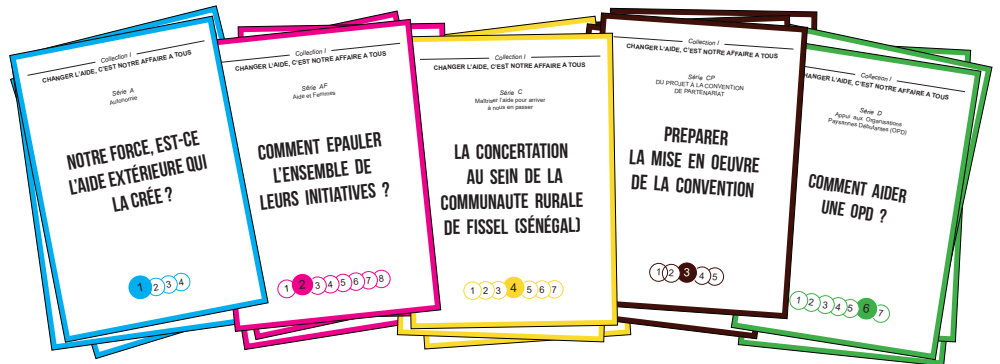 Collection I
CHANGER L'AIDE, C'EST NOTRE AFFAIRE A TOUS
Série A
Autonomie
NOTRE FORCE, EST-CE
L'AIDE EXTÉRIEURE QUI
LA CRÉE ?
1 2 3 4
Collection I
CHANGER L'AIDE, C'EST NOTRE AFFAIRE A TOUS
Série AF
Aide et Femmes
COMMENT EPAULER
L'ENSEMBLE DE
LEURS INITIATIVES ?
1 2 3 4 5 6 7 8
Collection I
CHANGER L'AIDE, C'EST NOTRE AFFAIRE A TOUS
Série C
Maîtriser l'aide pour arriver
à nous en passer
LA CONCERTATION
AU SEIN DE LA
COMMUNAUTE RURALE
DE FISSEL (SÉNÉGAL)
1 2 3 4 5 6 7
Collection I
CHANGER L'AIDE, C'EST NOTRE AFFAIRE A TOUS
Série CP
DU PROJET À LA CONVENTION
DE PARTENARIAT
PREPARER
LA MISE EN OEUVRE
DE LA CONVENTION
1 2 3 4 5
Collection I
HANGER L'AIDE, C'EST NOTRE AFFAIRE A TOUS
Série D
Appui aux Organisations
Paysannes Débutantes (OPD)
COMMENT AIDER
UNE OPD ?
1 2 3 4 5 6 7